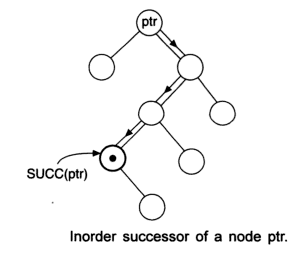 ptr
SUCC(ptr)
Inorder successor of a node ptr.